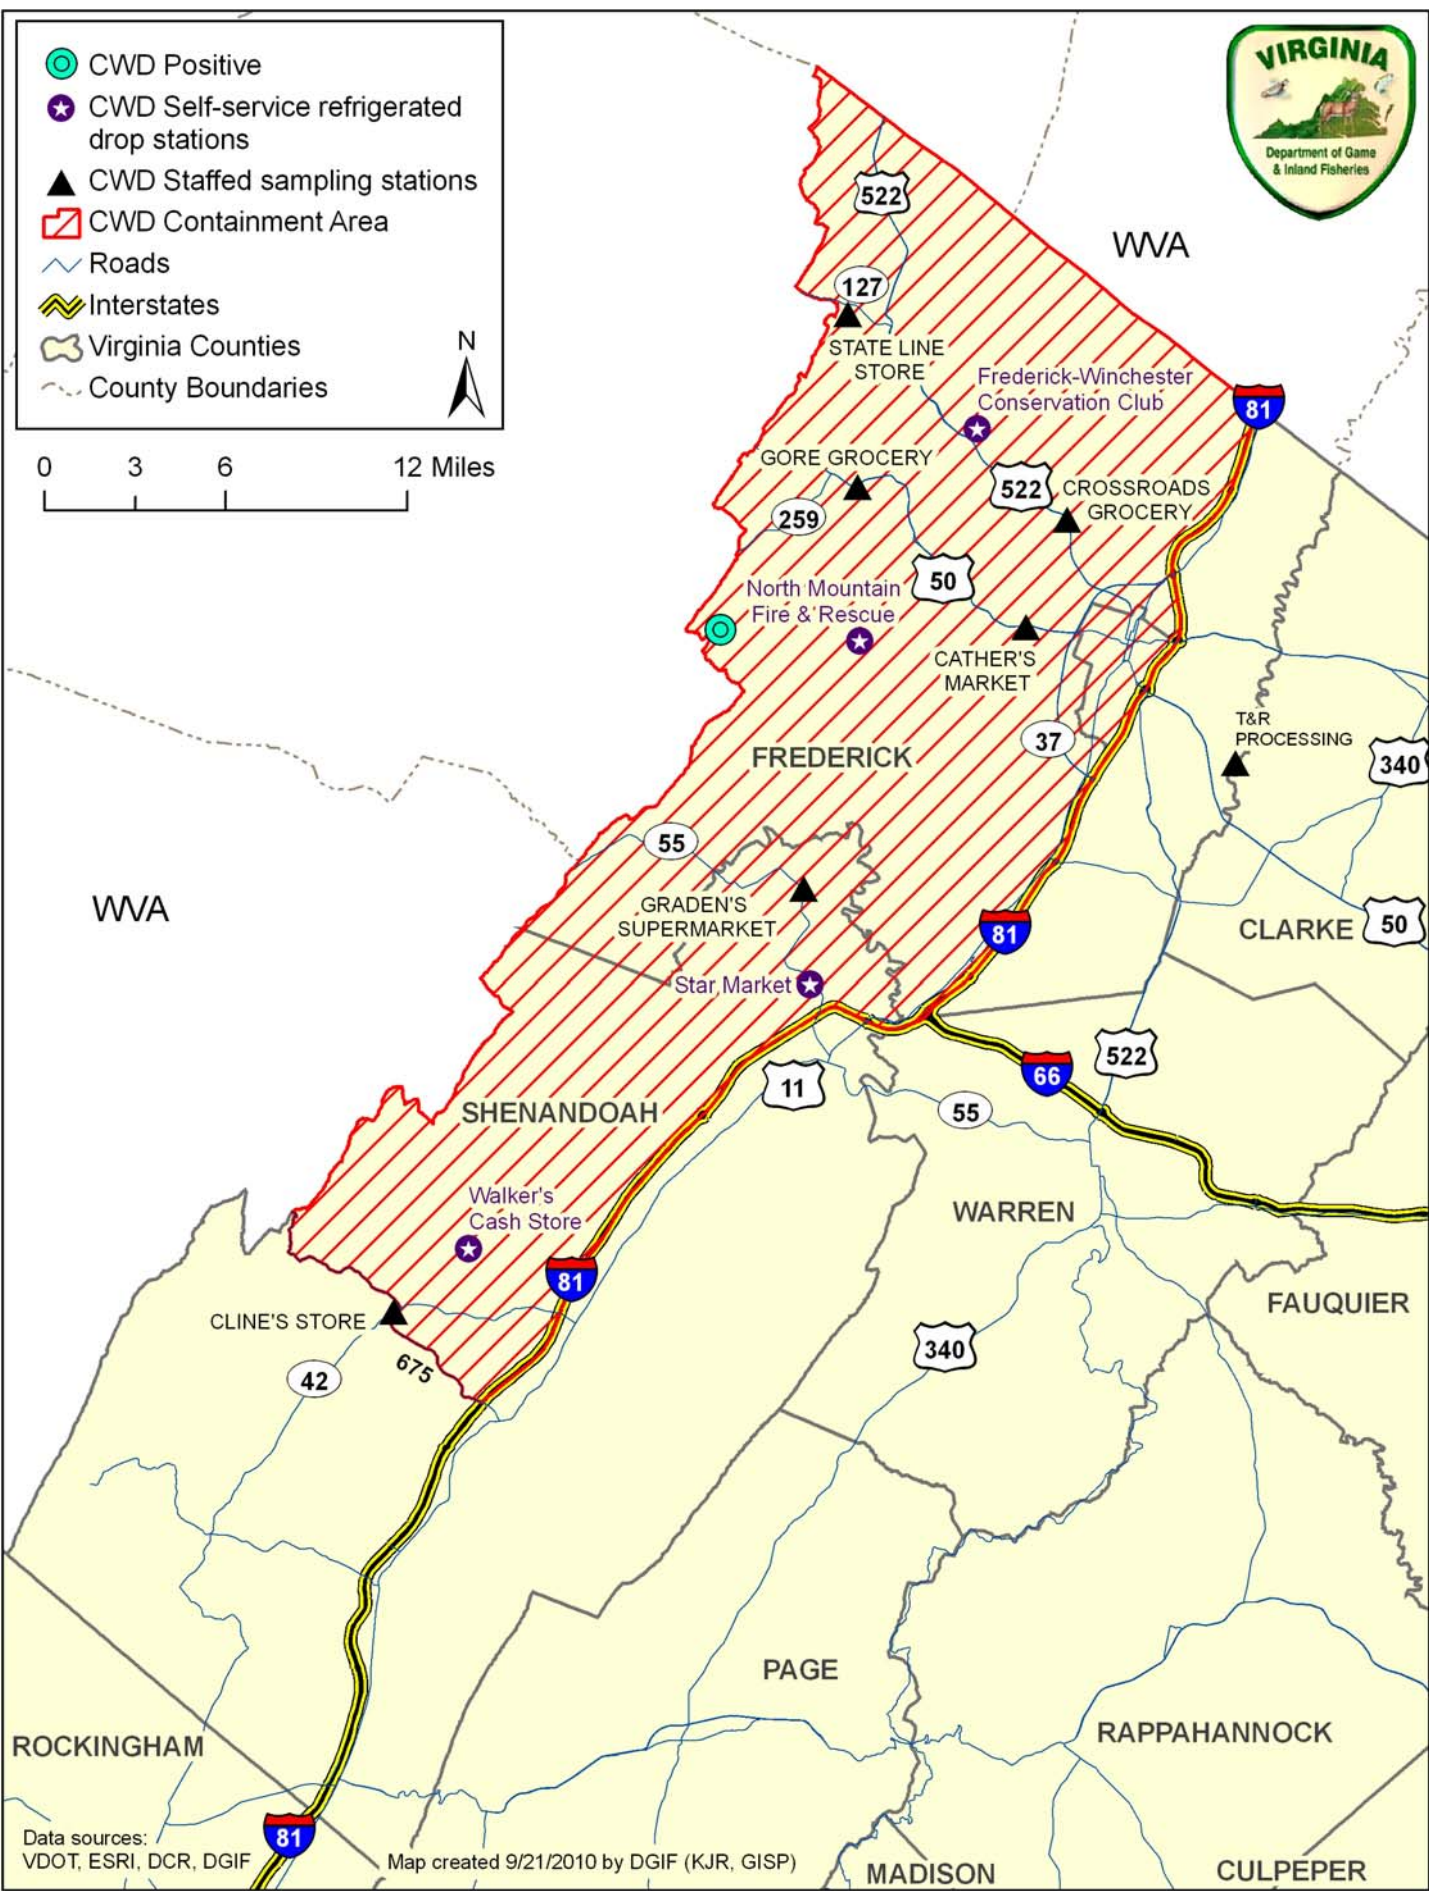 CWD Positive
CWD Self-service refrigerated
drop stations
CWD Staffed sampling stations
CWD Containment Area
Roads
Interstates
Virginia Counties
County Boundaries
N
0 3 6 12 Miles
VIRGINIA
Department of Game
& Inland Fisheries
WVA
522
127
STATE LINE
STORE
Frederick-Winchester
Conservation Club
81
GORE GROCERY
522
CROSSROADS
GROCERY
259
50
North Mountain
Fire & Rescue
CATHER'S
MARKET
T&R
PROCESSING
37
FREDERICK
340
55
WVA
GRADEN'S
SUPERMARKET
81
CLARKE
50
Star Market
522
66
11
55
SHENANDOAH
Walker's
Cash Store
WARREN
81
FAUQUIER
CLINE'S STORE
675
340
42
PAGE
RAPPAHANNOCK
ROCKINGHAM
81
Data sources:
VDOT, ESRI, DCR, DGIF
Map created 9/21/2010 by DGIF (KJR, GISP)
MADISON
CULPEPER